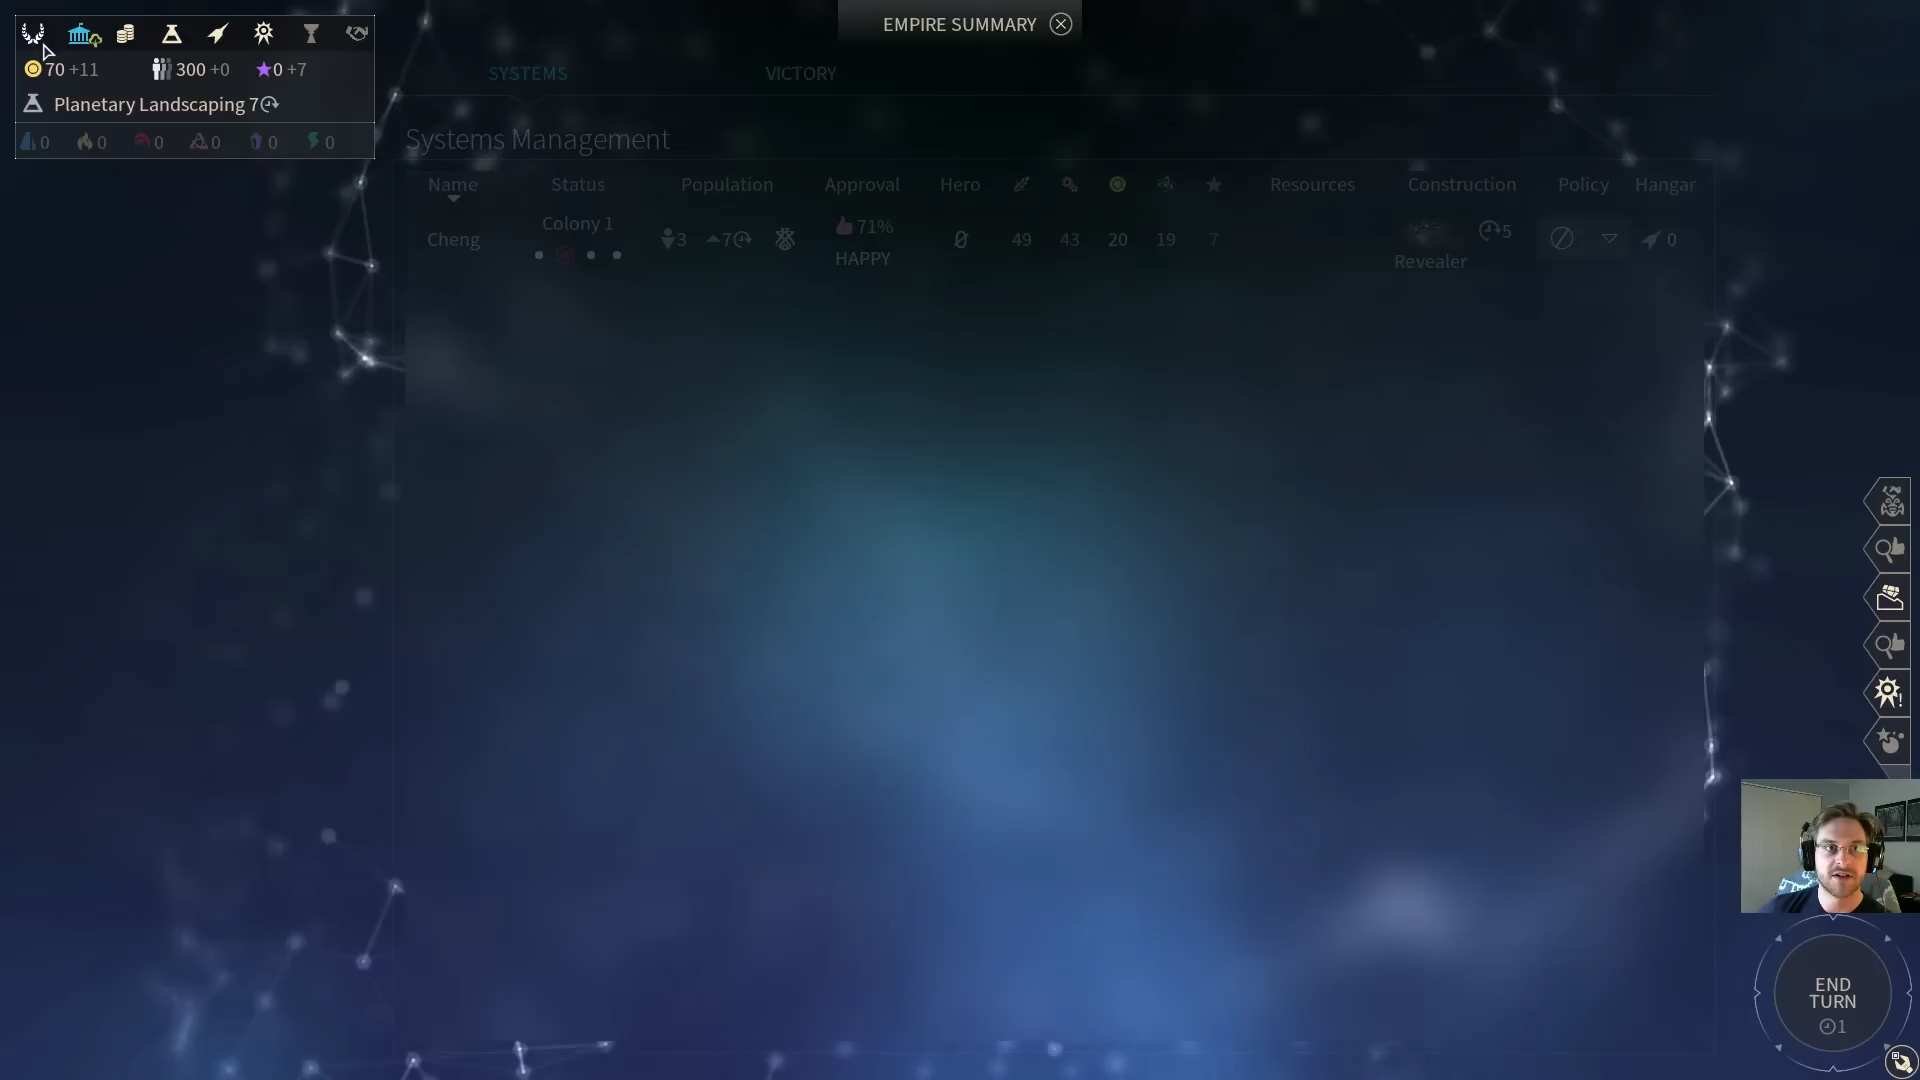 EMPIRE SUMMARY
70 +11 300 +0 0 +7
SYSTEMS VICTORY
Planetary Landscaping 7
0 0 0 0 0 0
Systems Management
Name Status Population Approval Hero Resources Construction Policy Hangar
Cheng Colony 1 3 7 71% HAPPY 0 49 43 20 19 7 Revealer 5 0
END
TURN
1